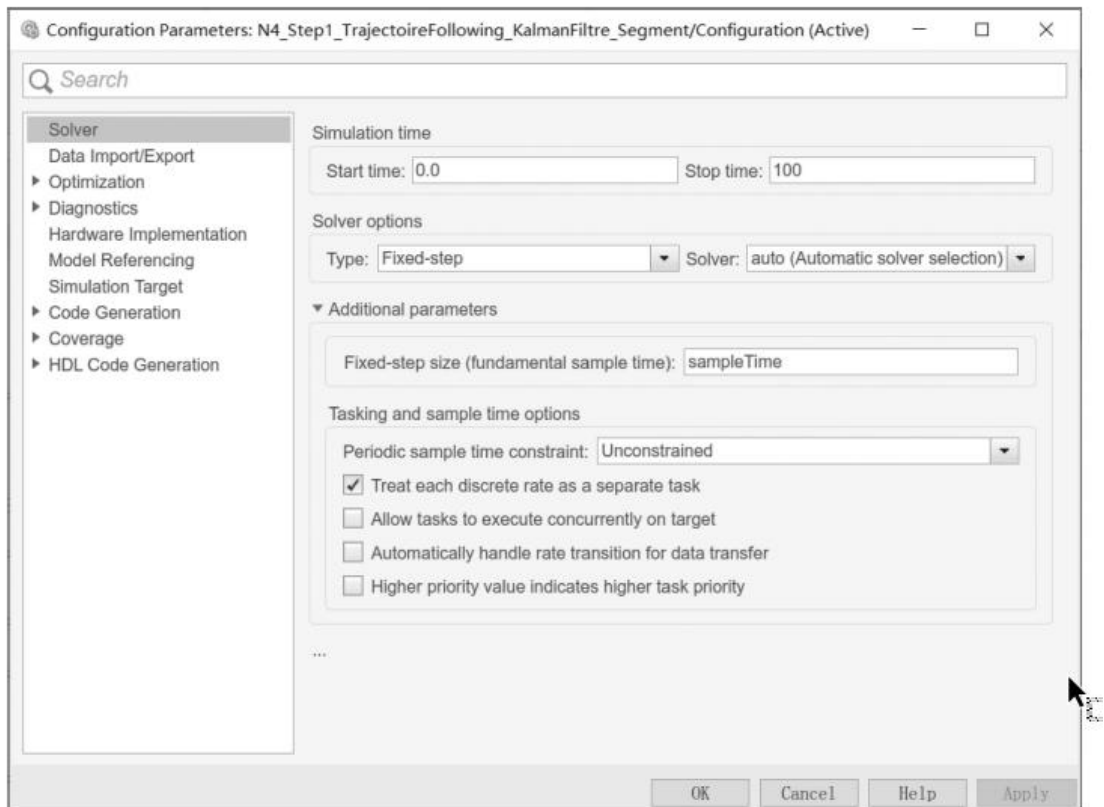 Configuration Parameters: N4_Step1_TrajectoireFollowing_KalmanFiltre_Segment/Configuration (Active)
Search
Solver
Data Import/Export
Optimization
Diagnostics
Hardware Implementation
Model Referencing
Simulation Target
Code Generation
Coverage
HDL Code Generation
Simulation time
Start time: 0.0 Stop time: 100
Solver options
Type: Fixed-step Solver: auto (Automatic solver selection)
Additional parameters
Fixed-step size (fundamental sample time): sampleTime
Tasking and sample time options
Periodic sample time constraint: Unconstrained
Treat each discrete rate as a separate task
Allow tasks to execute concurrently on target
Automatically handle rate transition for data transfer
Higher priority value indicates higher task priority
...
OK Cancel Help Apply